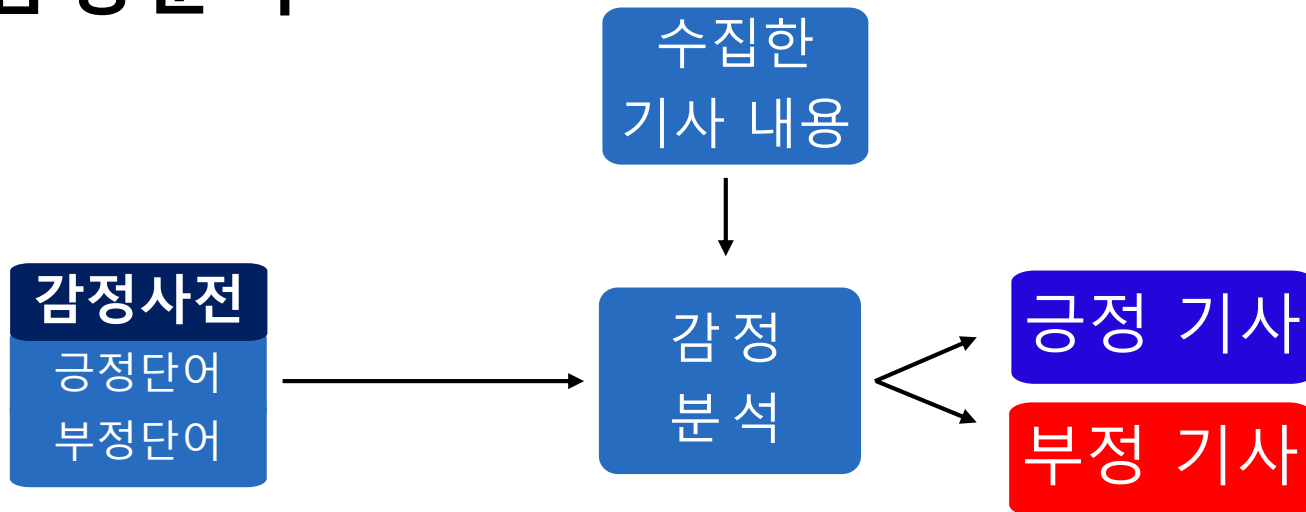 수집한
기사 내용
감정사전
긍정단어
부정단어
감 정
분 석
긍정 기사
부정 기사